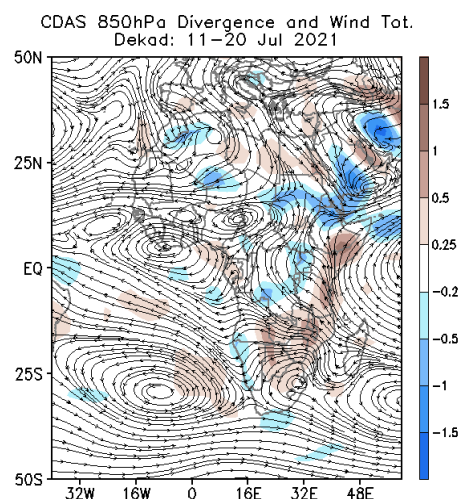 CDAS 850hPa Divergence and Wind Tot.
Dekad: 11-20 Jul 2021
50N
25N
EQ
25S
50S
32W 16W 0 16E 32E 48E
1.5
1
0.5
0.25
-0.2
-0.5
-1
-1.5